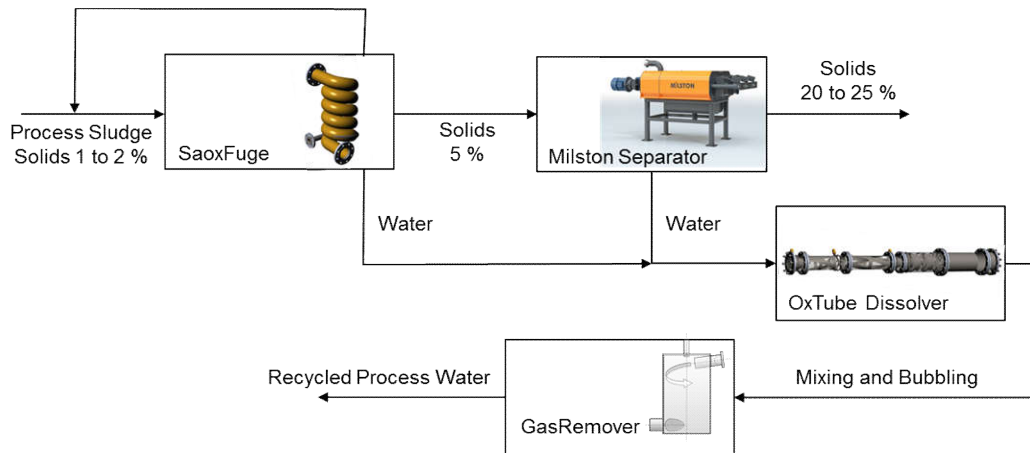 Process Sludge
Solids 1 to 2 %
SaoxFuge
Solids
5 %
MILSTON
Milston Separator
Solids
20 to 25 %
Water
Water
OxTube Dissolver
Recycled Process Water
GasRemover
Mixing and Bubbling